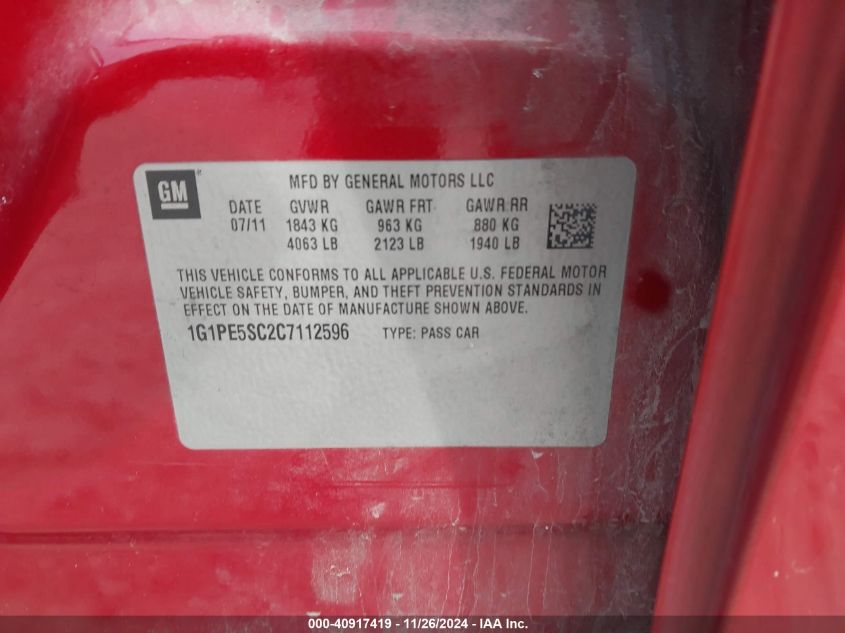 GM
MFD BY GENERAL MOTORS LLC
DATE GVWR GAWR FRT GAWR RR
07/11 1843 KG 963 KG 880 KG
4063 LB 2123 LB 1940 LB
THIS VEHICLE CONFORMS TO ALL APPLICABLE U.S. FEDERAL MOTOR
VEHICLE SAFETY, BUMPER, AND THEFT PREVENTION STANDARDS IN
EFFECT ON THE DATE OF MANUFACTURE SHOWN ABOVE.
1G1PE5SC2C7112596 TYPE: PASS CAR
000-40917419 - 11/26/2024 - IAA Inc.